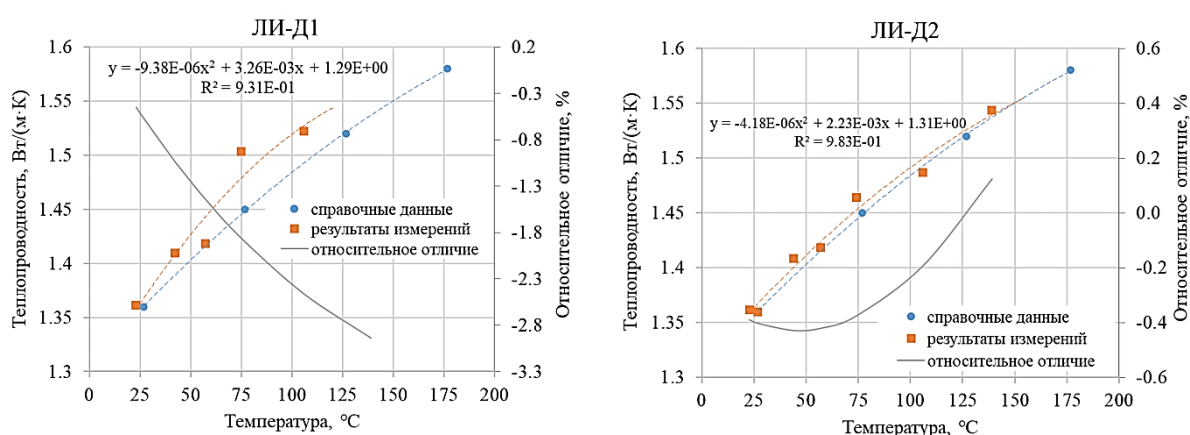 ЛИ-Д1
y = -9.38E-06x² + 3.26E-03x + 1.29E+00
R² = 9.31E-01
Теплопроводность, Вт/(м·К)
1.6
1.55
1.5
1.45
1.4
1.35
1.3
0.2
-0.3
-0.8
-1.3
-1.8
-2.3
-2.8
-3.3
Относительное отличие, %
справочные данные
результаты измерений
относительное отличие
0 25 50 75 100 125 150 175 200
Температура, °С
ЛИ-Д2
y = -4.18E-06x² + 2.23E-03x + 1.31E+00
R² = 9.83E-01
Теплопроводность, Вт/(м·К)
1.6
1.55
1.5
1.45
1.4
1.35
1.3
0.6
0.4
0.2
0.0
-0.2
-0.4
-0.6
Относительное отличие, %
справочные данные
результаты измерений
относительное отличие
0 25 50 75 100 125 150 175 200
Температура, °С